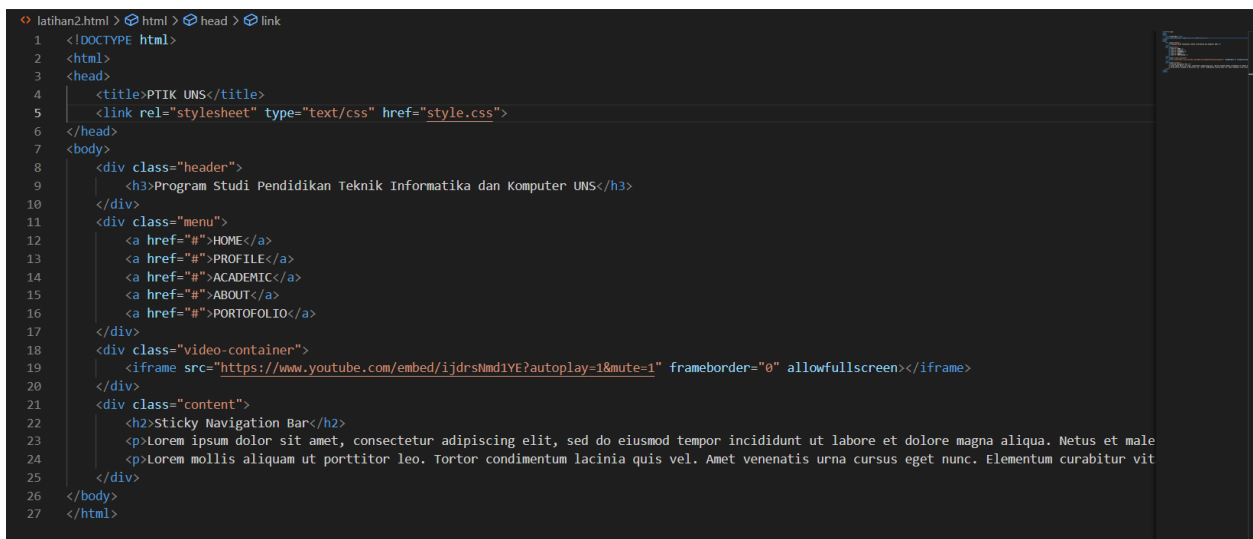 latihan2.html > html > head > link
1 <!DOCTYPE html>
2 <html>
3 <head>
4 <title>PTIK UNS</title>
5 <link rel="stylesheet" type="text/css" href="style.css">
6 </head>
7 <body>
8 <div class="header">
9 <h3>Program Studi Pendidikan Teknik Informatika dan Komputer UNS</h3>
10 </div>
11 <div class="menu">
12 <a href="#">HOME</a>
13 <a href="#">PROFILE</a>
14 <a href="#">ACADEMIC</a>
15 <a href="#">ABOUT</a>
16 <a href="#">PORTOFOLIO</a>
17 </div>
18 <div class="video-container">
19 <iframe src="https://www.youtube.com/embed/ijdrsNmd1YE?autoplay=1&mute=1" frameborder="0" allowfullscreen></iframe>
20 </div>
21 <div class="content">
22 <h2>Sticky Navigation Bar</h2>
23 <p>Lorem ipsum dolor sit amet, consectetur adipiscing elit, sed do eiusmod tempor incididunt ut labore et dolore magna aliqua. Netus et male
24 <p>Lorem mollis aliquam ut porttitor leo. Tortor condimentum lacinia quis vel. Amet venenatis urna cursus eget nunc. Elementum curabitur vit
25 </div>
26 </body>
27 </html>